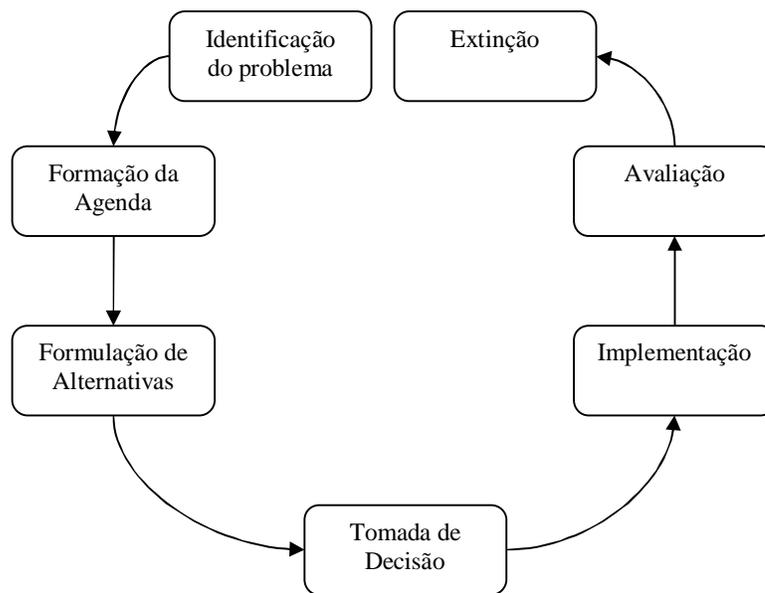 Identificação
do problema
Formação da
Agenda
Formulação de
Alternativas
Tomada de
Decisão
Implementação
Avaliação
Extinção